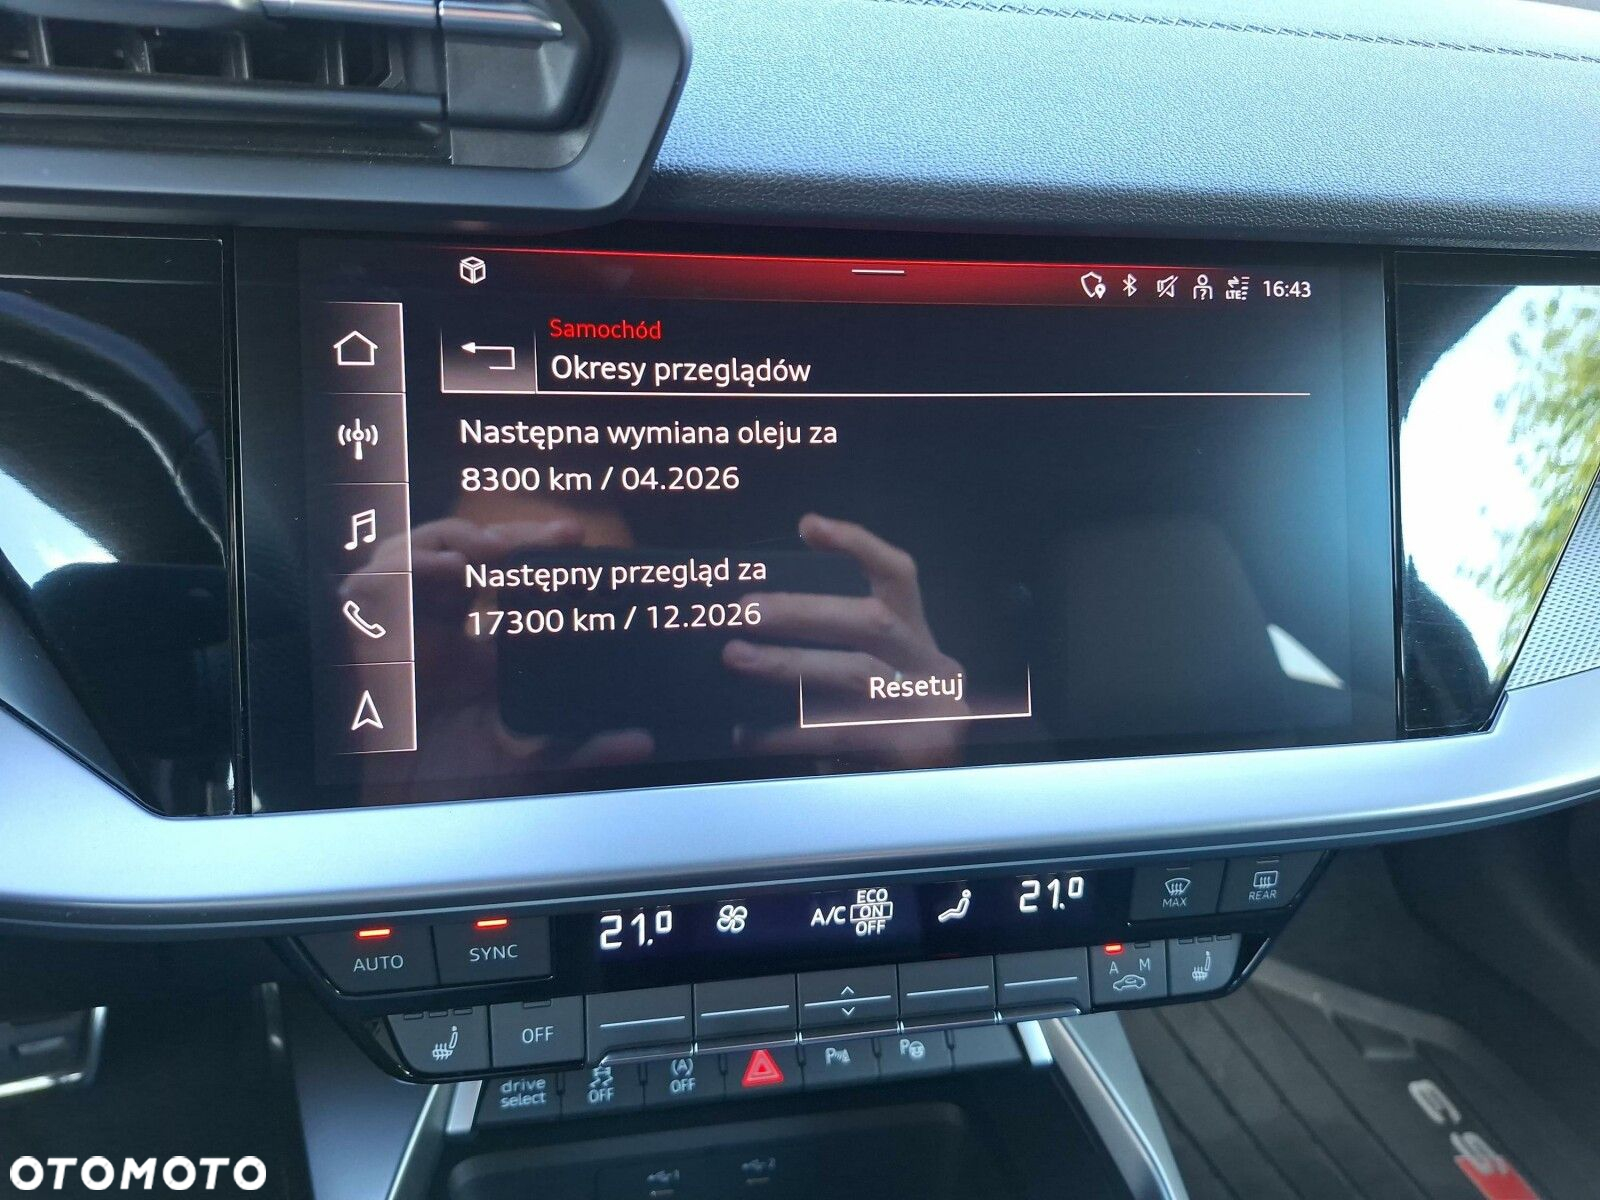 LTE 16:43
Samochód
Okresy przeglądów
Następna wymiana oleju za
8300 km / 04.2026
Następny przegląd za
17300 km / 12.2026
Resetuj
AUTO
SYNC
21.0
A/C
ECO
ON
OFF
21.0
MAX
REAR
OFF
A M
drive
select
OFF
(A)
OFF
P
P
S3
OTOMOTO